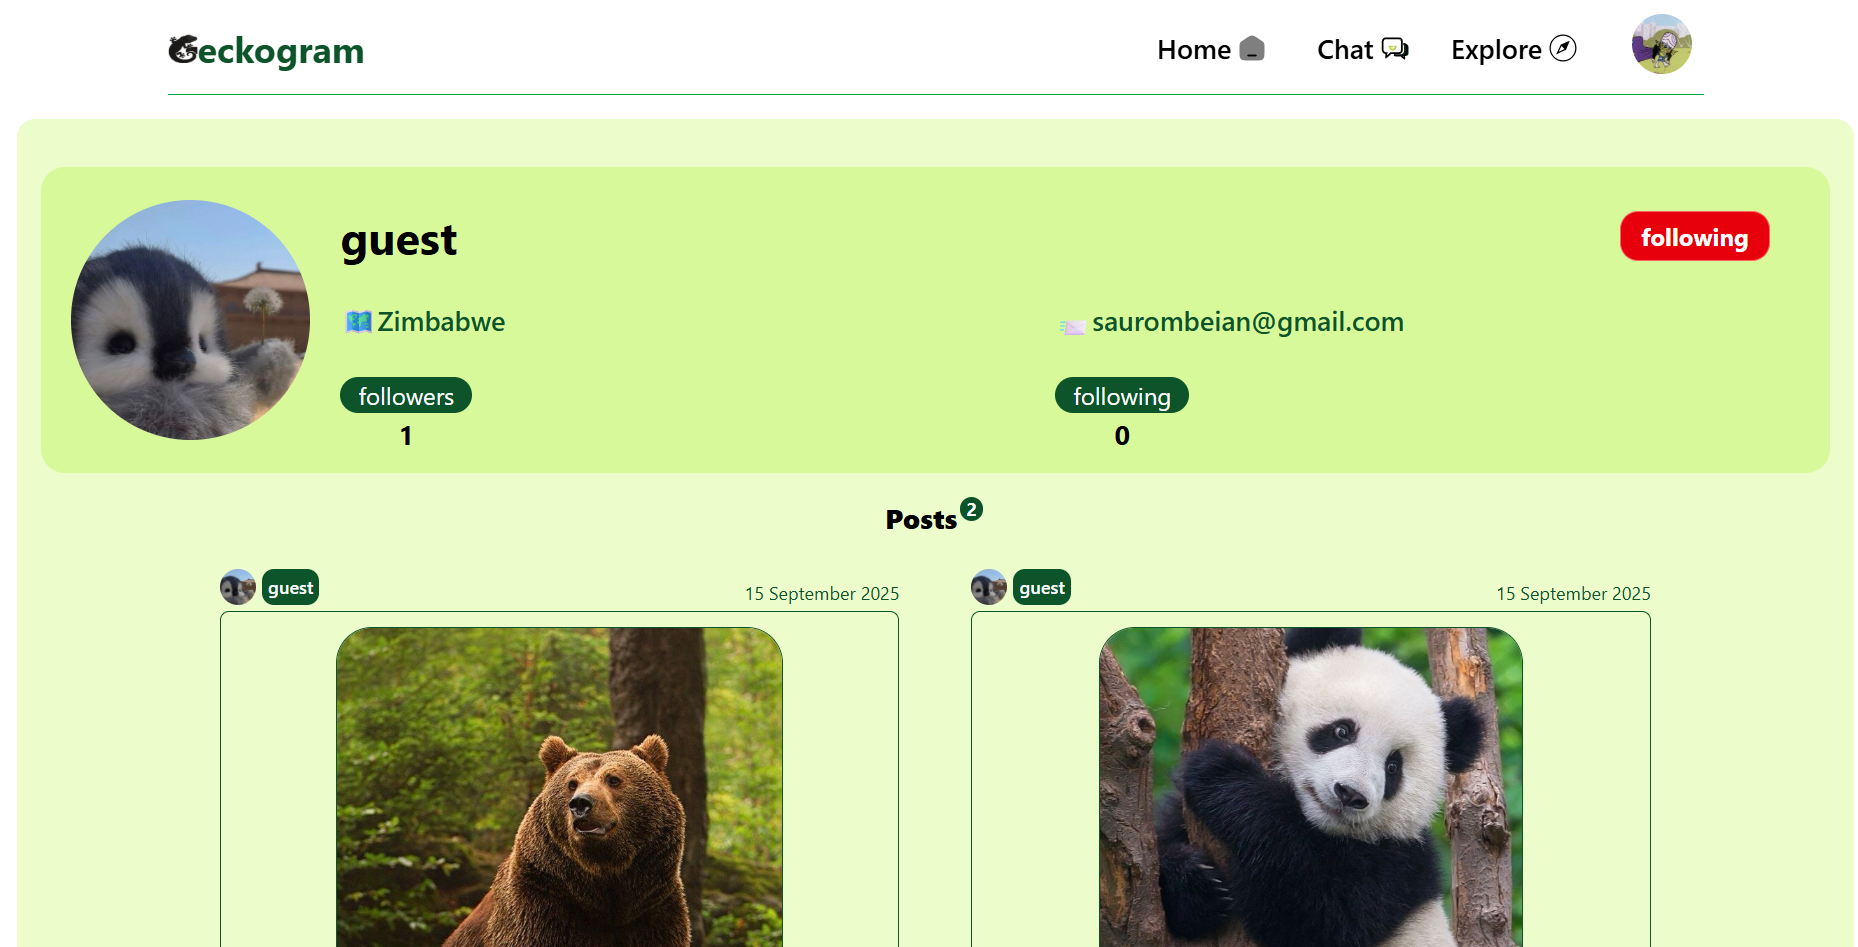 Geckogram
Home
Chat
Explore
guest
following
Zimbabwe
saurombeian@gmail.com
followers
1
following
0
Posts 2
guest
15 September 2025
guest
15 September 2025